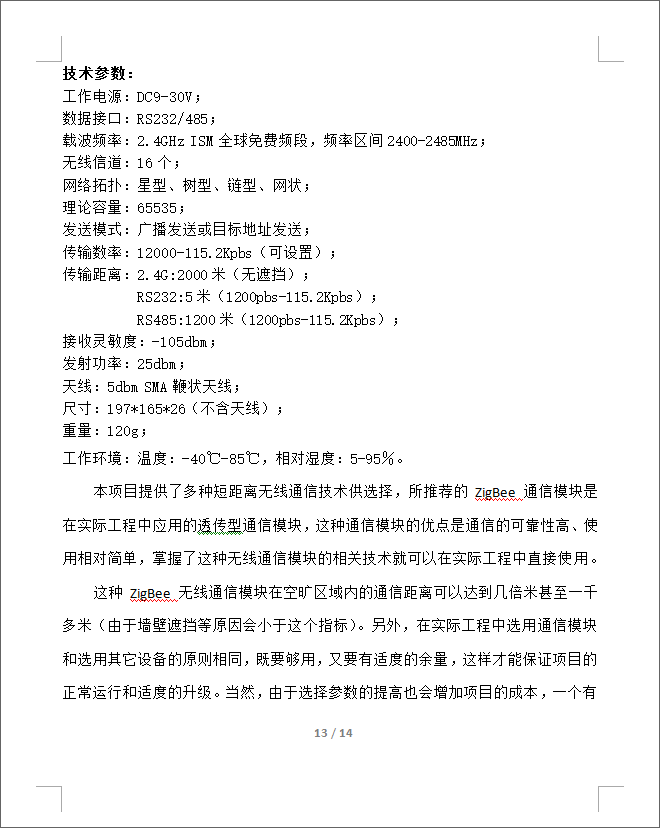 技术参数：
工作电源：DC9-30V；
数据接口：RS232/485；
载波频率：2.4GHz ISM 全球免费频段，频率区间 2400-2485MHz；
无线信道：16 个；
网络拓扑：星型、树型、链型、网状；
理论容量：65535；
发送模式：广播发送或目标地址发送；
传输数率：12000-115.2Kpbs（可设置）；
传输距离：2.4G:2000 米（无遮挡）；
RS232:5 米（1200pbs-115.2Kpbs）；
RS485:1200 米（1200pbs-115.2Kpbs）；
接收灵敏度：-105dbm；
发射功率：25dbm；
天线：5dbm SMA 鞭状天线；
尺寸：197*165*26（不含天线）；
重量：120g；
工作环境：温度：-40℃-85℃，相对湿度：5-95%。
本项目提供了多种短距离无线通信技术供选择，所推荐的 ZigBee 通信模块是
在实际工程中应用的透传型通信模块，这种通信模块的优点是通信的可靠性高、使
用相对简单，掌握了这种无线通信模块的相关技术就可以在实际工程中直接使用。
这种 ZigBee 无线通信模块在空旷区域内的通信距离可以达到几倍米甚至一千
多米（由于墙壁遮挡等原因会小于这个指标）。另外，在实际工程中选用通信模块
和选用其它设备的原则相同，既要够用，又要有适度的余量，这样才能保证项目的
正常运行和适度的升级。当然，由于选择参数的提高也会增加项目的成本，一个有
13 / 14